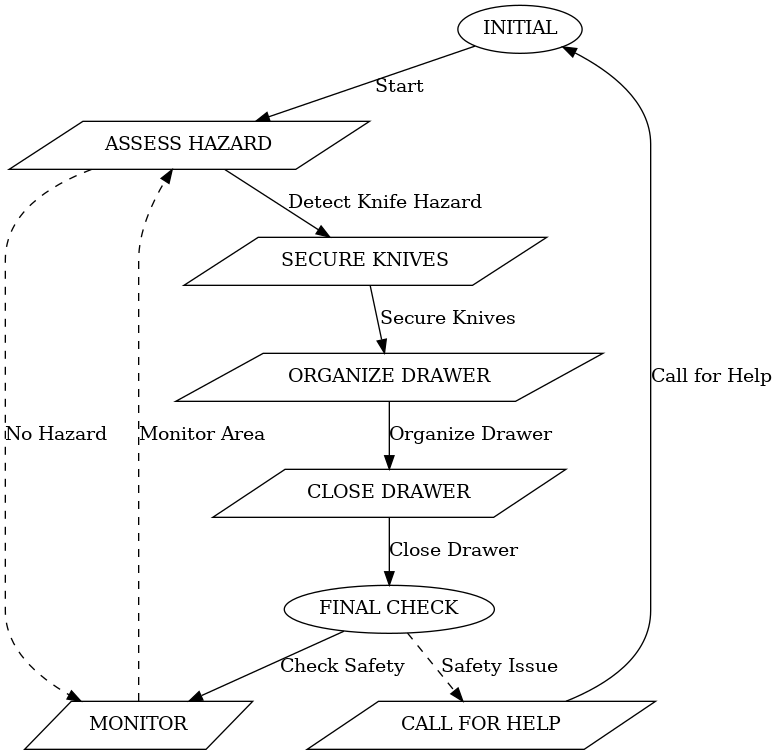 INITIAL
Start
ASSESS HAZARD
Detect Knife Hazard
SECURE KNIVES
Secure Knives
ORGANIZE DRAWER
Call for Help
No Hazard
Monitor Area
Organize Drawer
CLOSE DRAWER
Close Drawer
FINAL CHECK
Check Safety
Safety Issue
MONITOR
CALL FOR HELP